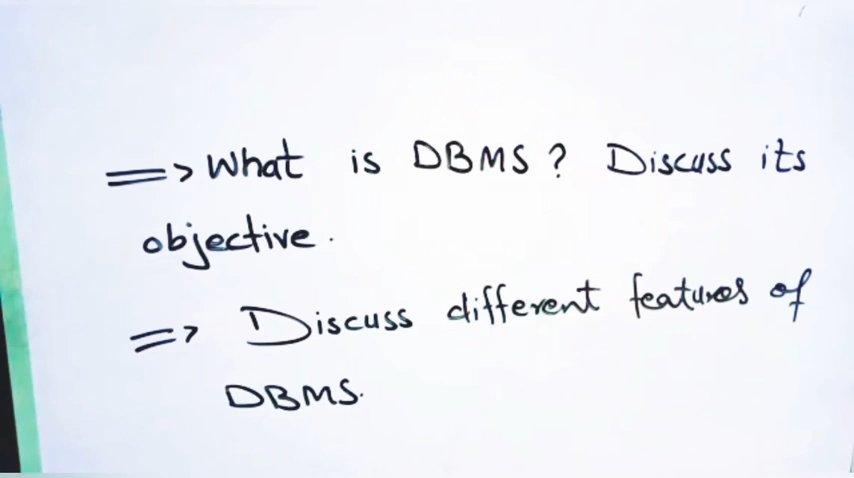 => What is DBMS? Discuss its
objective.
=> Discuss different features of
DBMS.